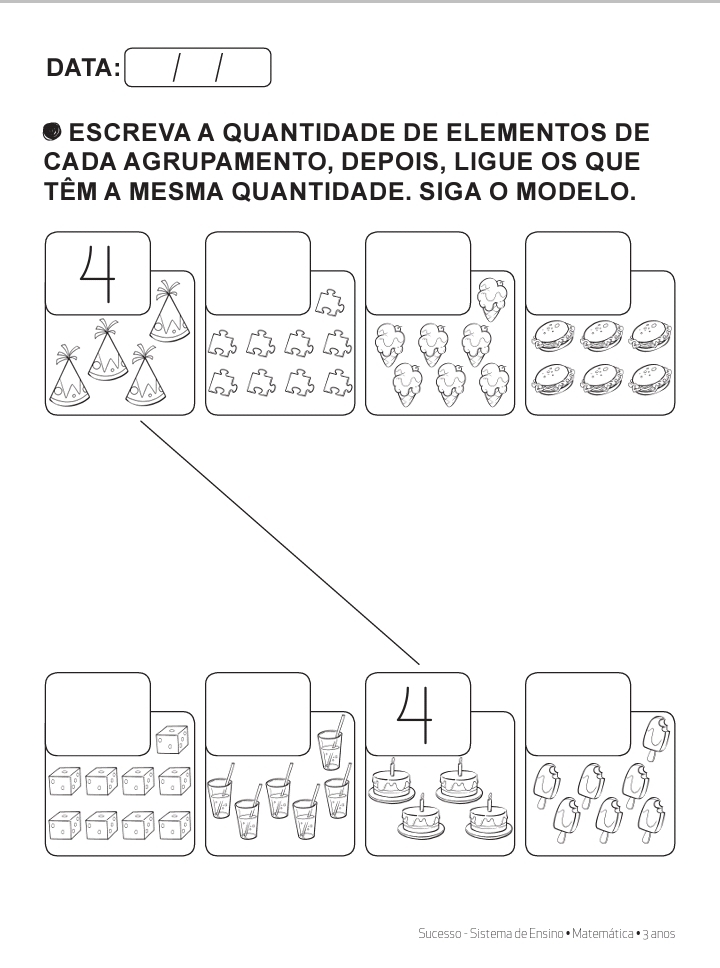 DATA: / /
● ESCREVA A QUANTIDADE DE ELEMENTOS DE
CADA AGRUPAMENTO, DEPOIS, LIGUE OS QUE
TÊM A MESMA QUANTIDADE. SIGA O MODELO.
4
4
Sucesso - Sistema de Ensino • Matemática • 3 anos